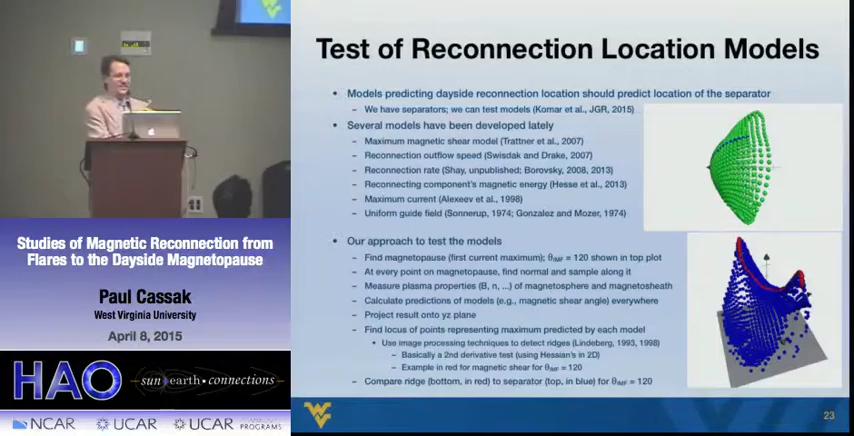 Test of Reconnection Location Models
• Models predicting dayside reconnection location should predict location of the separator
– We have separators; we can test models (Komar et al., JGR, 2015)
• Several models have been developed lately
– Maximum magnetic shear model (Trattner et al., 2007)
– Reconnection outflow speed (Swisdak and Drake, 2007)
– Reconnection rate (Shay, unpublished; Borovsky, 2008, 2013)
– Reconnecting component's magnetic energy (Hesse et al., 2013)
– Maximum current (Alexeev et al., 1998)
– Uniform guide field (Sonnerup, 1974; Gonzalez and Mozer, 1974)
• Our approach to test the models
– Find magnetopause (first current maximum); θIMF = 120 shown in top plot
– At every point on magnetopause, find normal and sample along it
– Measure plasma properties (B, n, ...) of magnetosphere and magnetosheath
– Calculate predictions of models (e.g., magnetic shear angle) everywhere
– Project result onto yz plane
– Find locus of points representing maximum predicted by each model
• Use image processing techniques to detect ridges (Lindeberg, 1993, 1998)
– Basically a 2nd derivative test (using Hessian's in 2D)
– Example in red for magnetic shear for θIMF = 120
– Compare ridge (bottom, in red) to separator (top, in blue) for θIMF = 120
23
Studies of Magnetic Reconnection from
Flares to the Dayside Magnetopause
Paul Cassak
West Virginia University
April 8, 2015
HAO
sun earth • connections
NCAR
UCAR
UCAR
PROGRAMS